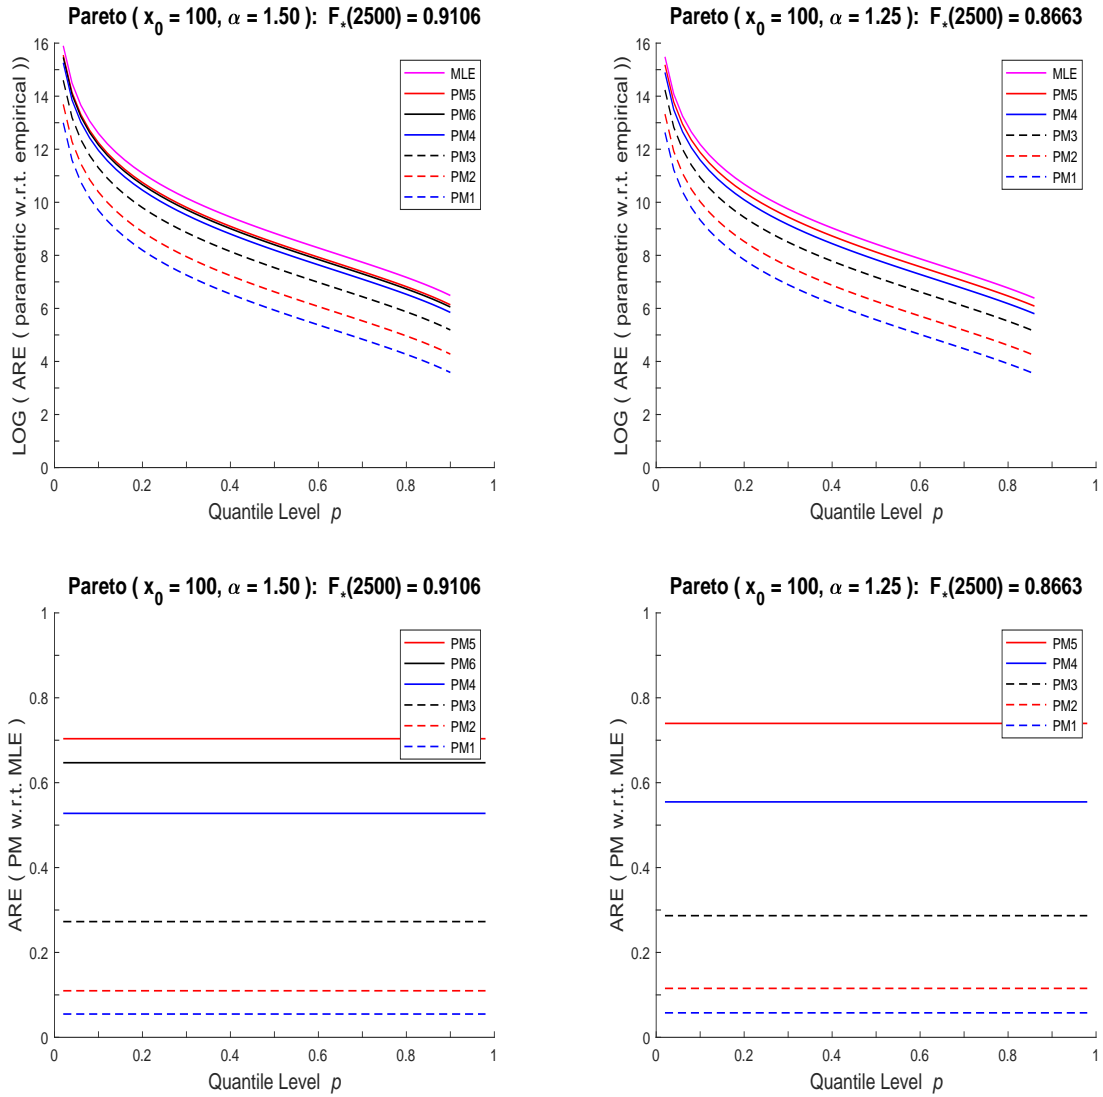 Pareto ( x0 = 100, α = 1.50 ): F*(2500) = 0.9106
LOG ( ARE ( parametric w.r.t. empirical ))
16
14
12
10
8
6
4
2
0
0 0.2 0.4 0.6 0.8 1
Quantile Level p
MLE
PM5
PM6
PM4
PM3
PM2
PM1
Pareto ( x0 = 100, α = 1.25 ): F*(2500) = 0.8663
LOG ( ARE ( parametric w.r.t. empirical ))
16
14
12
10
8
6
4
2
0
0 0.2 0.4 0.6 0.8 1
Quantile Level p
MLE
PM5
PM4
PM3
PM2
PM1
Pareto ( x0 = 100, α = 1.50 ): F*(2500) = 0.9106
ARE ( PM w.r.t. MLE )
1
0.8
0.6
0.4
0.2
0
0 0.2 0.4 0.6 0.8 1
Quantile Level p
PM5
PM6
PM4
PM3
PM2
PM1
Pareto ( x0 = 100, α = 1.25 ): F*(2500) = 0.8663
ARE ( PM w.r.t. MLE )
1
0.8
0.6
0.4
0.2
0
0 0.2 0.4 0.6 0.8 1
Quantile Level p
PM5
PM4
PM3
PM2
PM1